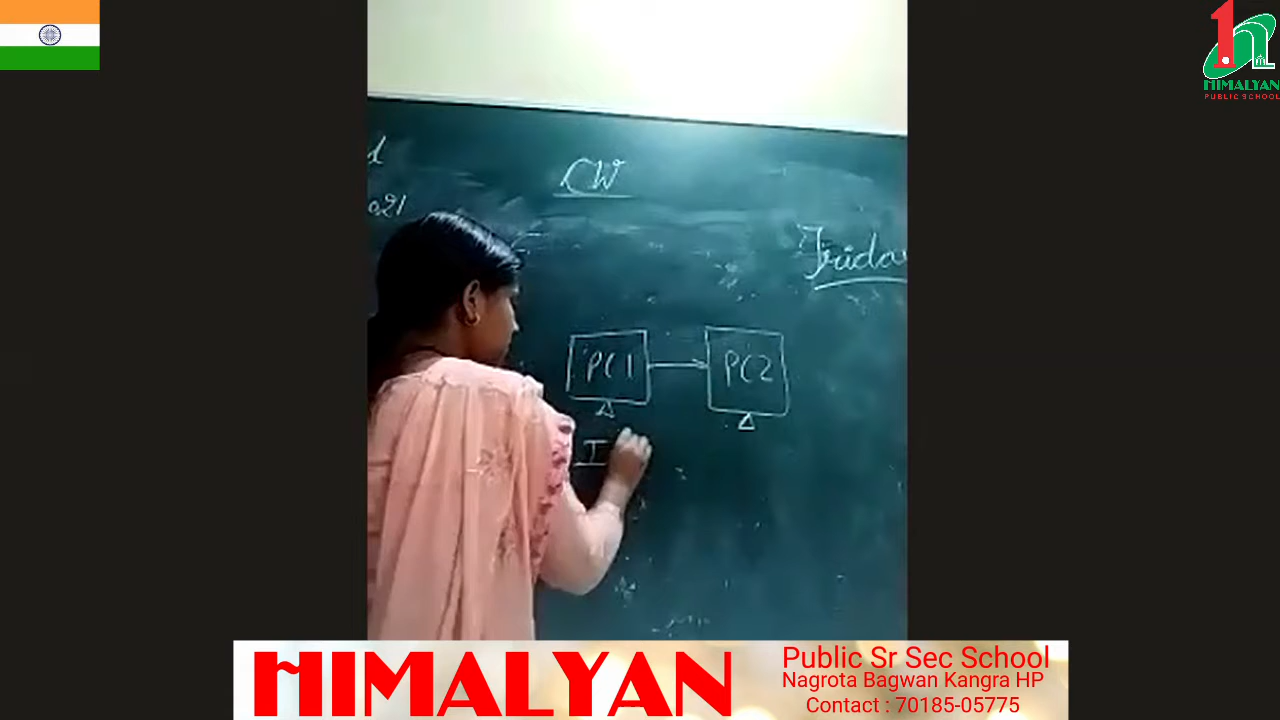 HIMALYAN
PUBLIC SCHOOL
CW
021
Friday
PC1
PC2
I
HIMALYAN
Public Sr Sec School
Nagrota Bagwan Kangra HP
Contact : 70185-05775